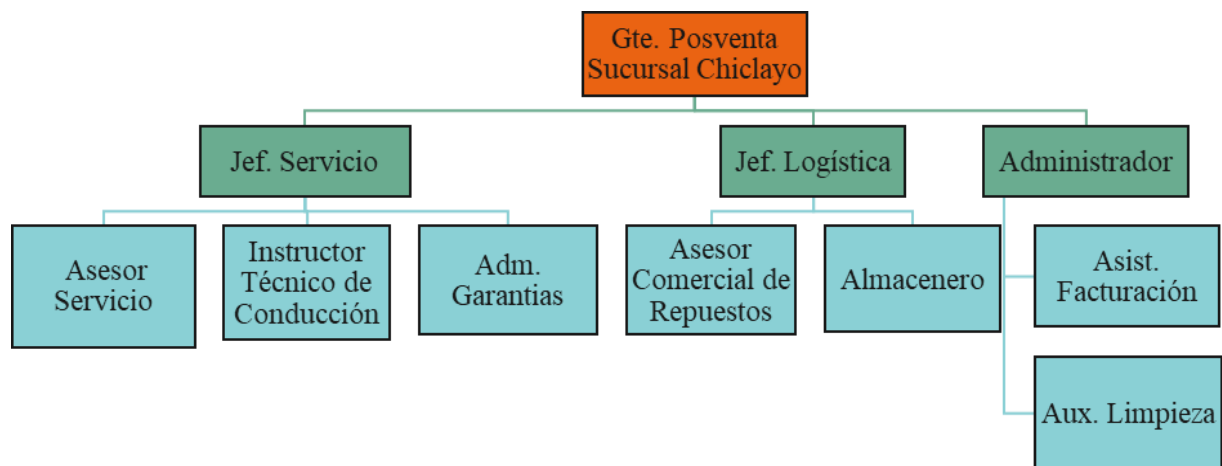 Gte. Posventa
Sucursal Chiclayo
Jef. Servicio
Jef. Logística
Administrador
Asesor
Servicio
Instructor
Técnico de
Conducción
Adm.
Garantias
Asesor
Comercial de
Repuestos
Almacenero
Asist.
Facturación
Aux. Limpieza